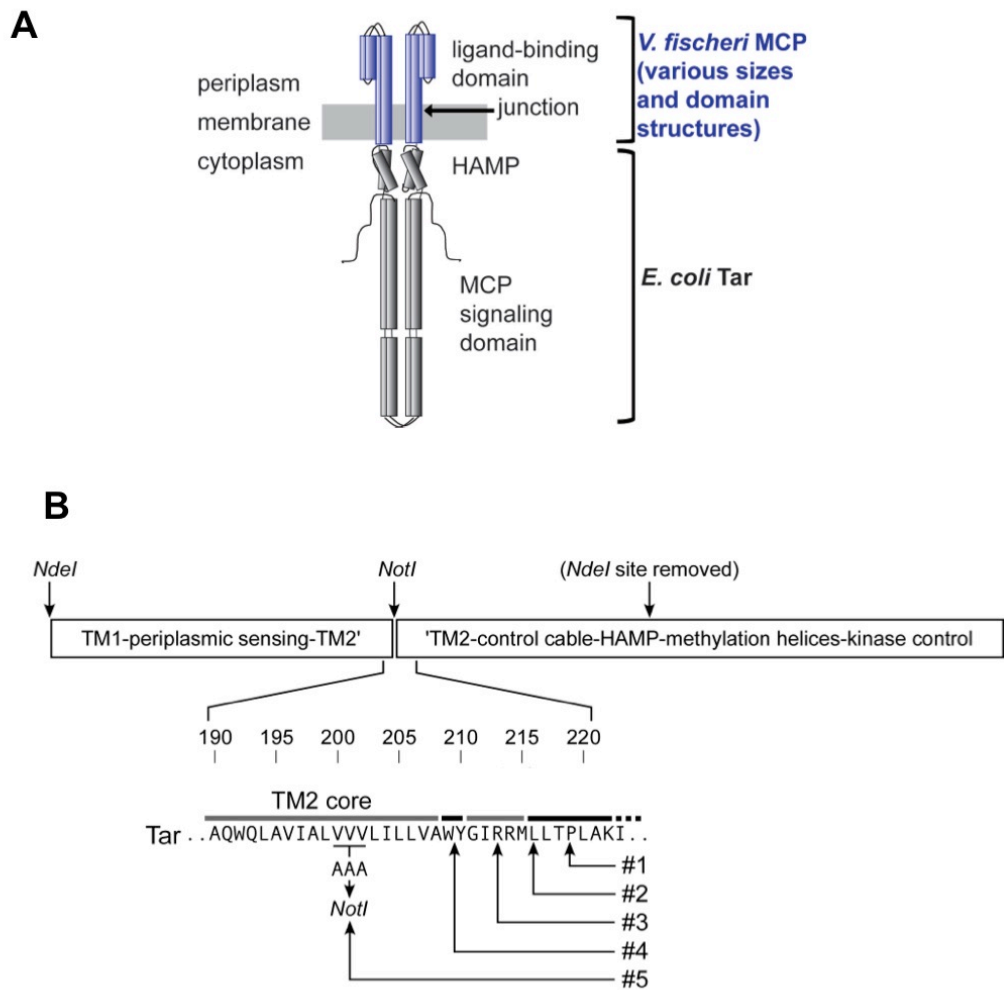 A
periplasm
membrane
cytoplasm
ligand-binding
domain
junction
HAMP
MCP
signaling
domain
V. fischeri MCP
(various sizes
and domain
structures)
E. coli Tar
B
NdeI
NotI
(NdeI site removed)
TM1-periplasmic sensing-TM2'
'TM2-control cable-HAMP-methylation helices-kinase control
190 195 200 205 210 215 220
TM2 core
Tar ..AQWQLAVIALVVVLILLVAWYGIRRMLLTPLAKI..
AAA
NotI
#1
#2
#3
#4
#5